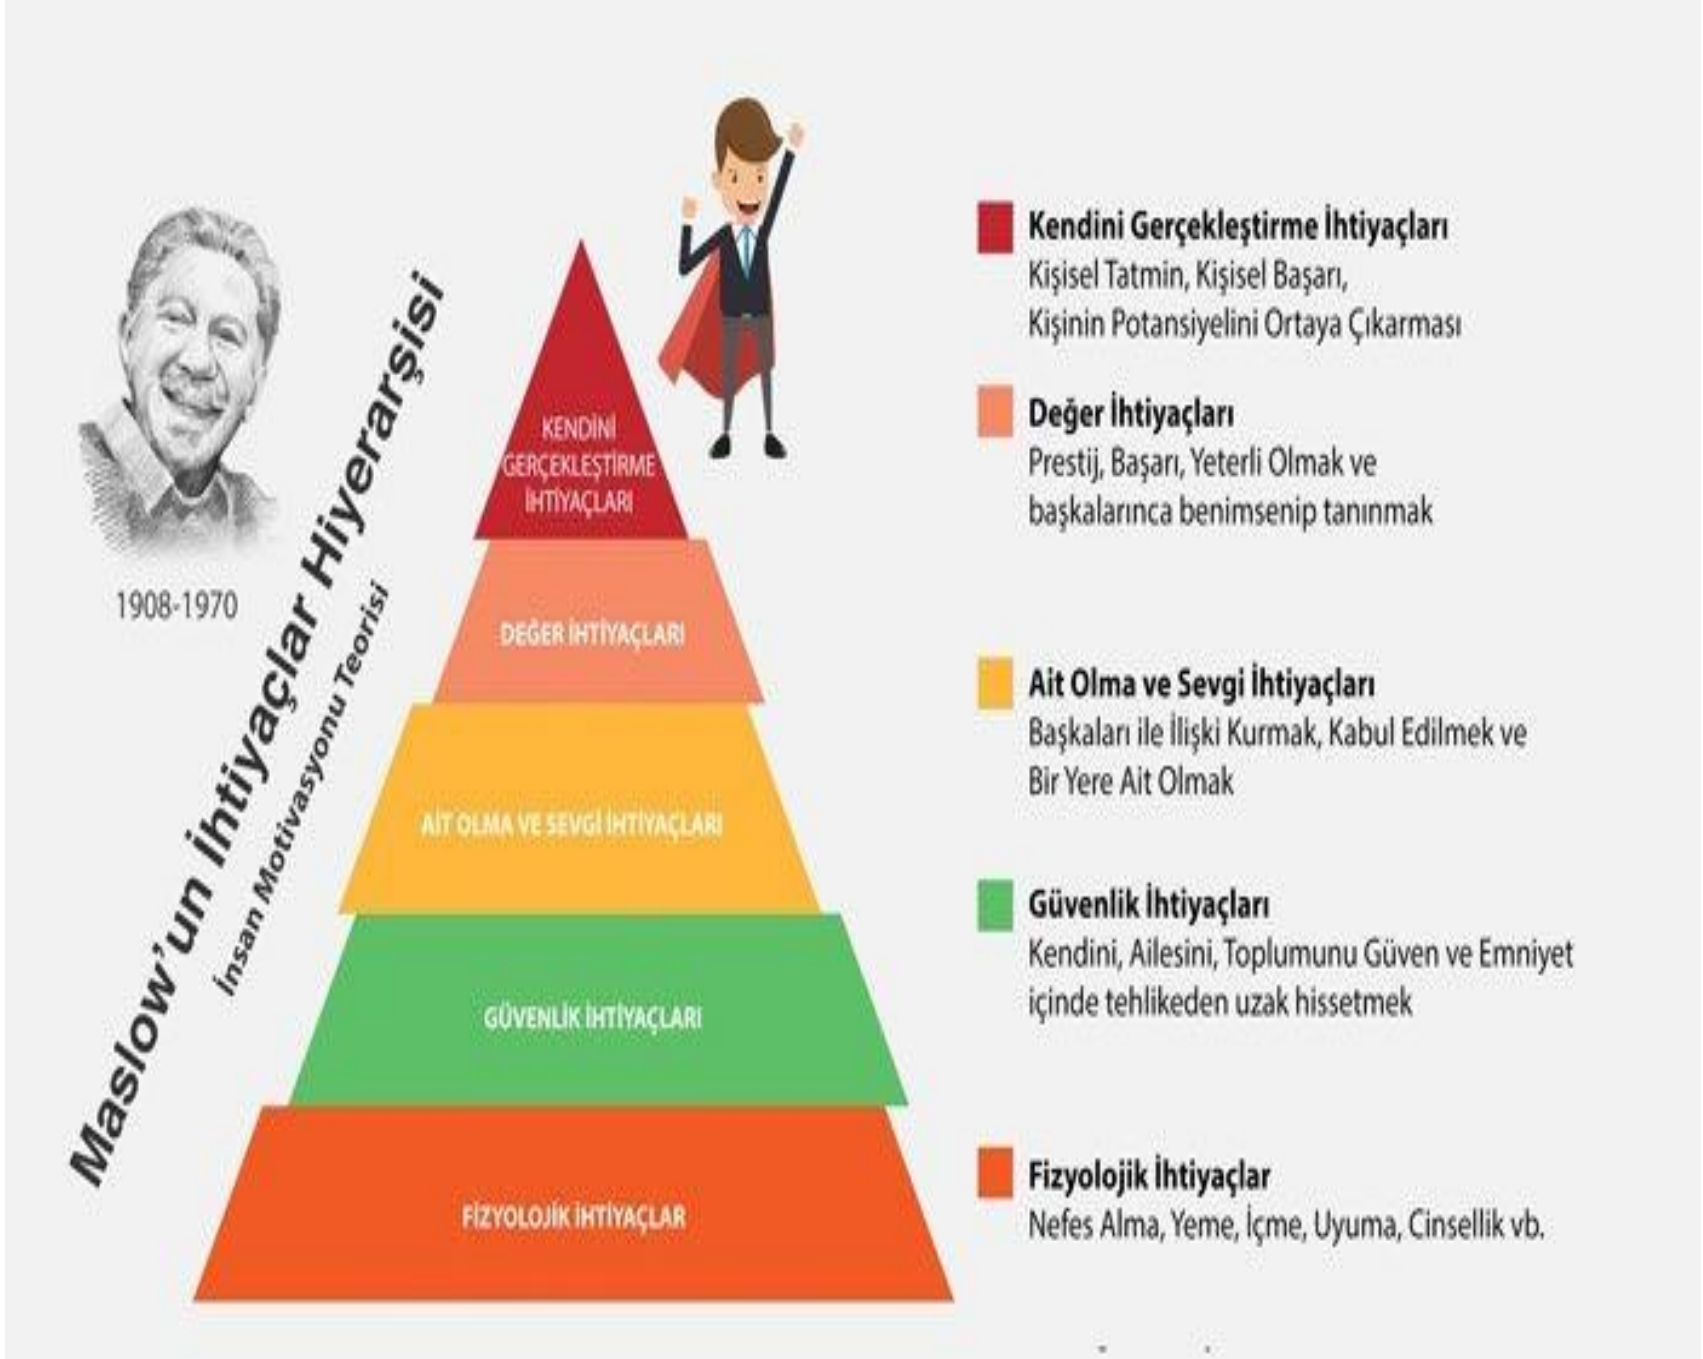 Maslow'un İhtiyaçlar Hiyerarşisi
İnsan Motivasyonu Teorisi
1908-1970
KENDİNİ
GERÇEKLEŞTİRME
İHTİYAÇLARI
DEĞER İHTİYAÇLARI
AİT OLMA VE SEVGİ İHTİYAÇLARI
GÜVENLİK İHTİYAÇLARI
FİZYOLOJİK İHTİYAÇLAR
Kendini Gerçekleştirme İhtiyaçları
Kişisel Tatmin, Kişisel Başarı,
Kişinin Potansiyelini Ortaya Çıkarması
Değer İhtiyaçları
Prestij, Başarı, Yeterli Olmak ve
başkalarınca benimsenip tanınmak
Ait Olma ve Sevgi İhtiyaçları
Başkaları ile İlişki Kurmak, Kabul Edilmek ve
Bir Yere Ait Olmak
Güvenlik İhtiyaçları
Kendini, Ailesini, Toplumunu Güven ve Emniyet
içinde tehlikeden uzak hissetmek
Fizyolojik İhtiyaçlar
Nefes Alma, Yeme, İçme, Uyuma, Cinsellik vb.